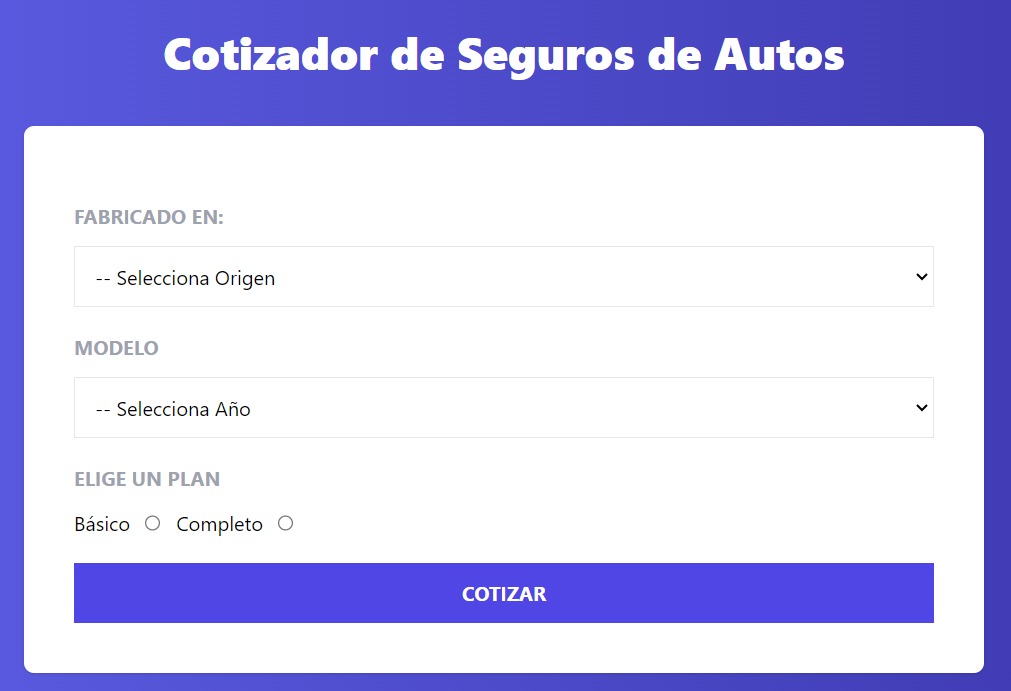 Cotizador de Seguros de Autos
FABRICADO EN:
-- Selecciona Origen
MODELO
-- Selecciona Año
ELIGE UN PLAN
Básico Completo
COTIZAR